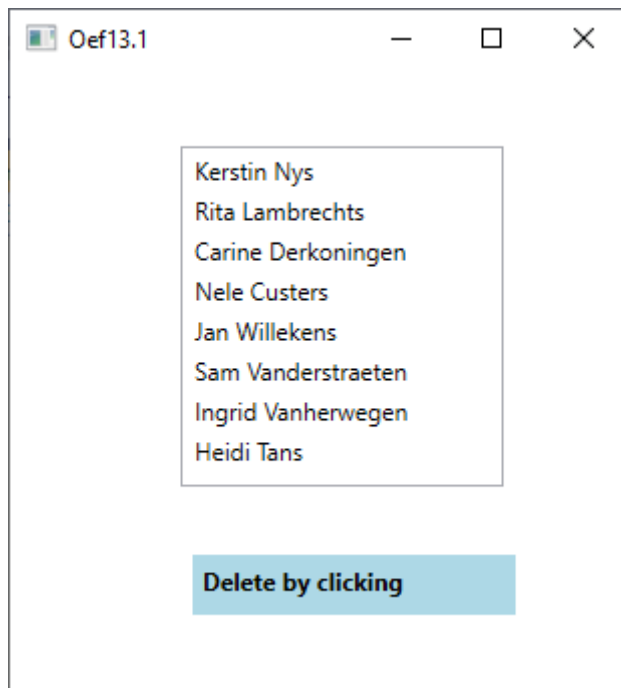 Oef13.1
Kerstin Nys
Rita Lambrechts
Carine Derkoningen
Nele Custers
Jan Willekens
Sam Vanderstraeten
Ingrid Vanherwegen
Heidi Tans
Delete by clicking